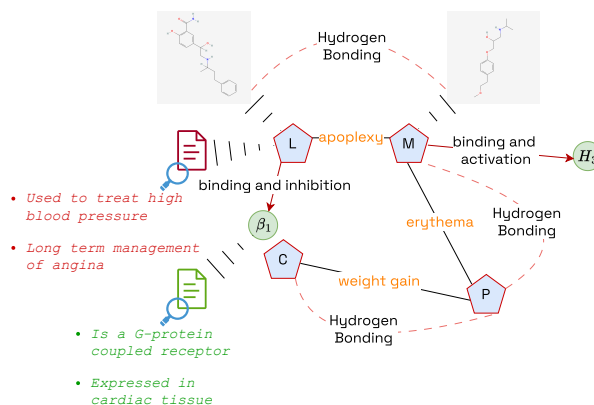 Hydrogen
Bonding
L
apoplexy
M
binding and
activation
binding and inhibition
• Used to treat high
blood pressure
• Long term management
of angina
erythema
Hydrogen
Bonding
β1
C
weight gain
P
Hydrogen
Bonding
• Is a G-protein
coupled receptor
• Expressed in
cardiac tissue